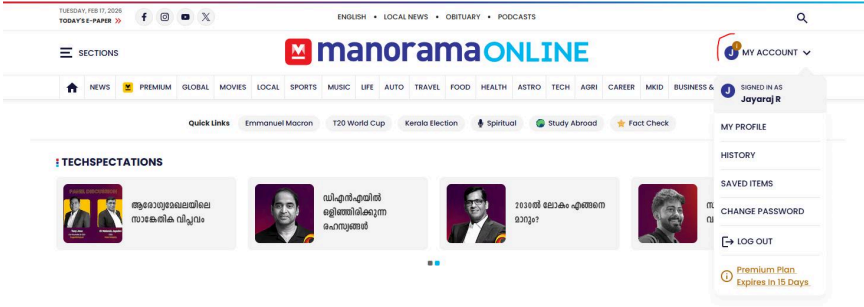 TUESDAY, FEB 17, 2026
TODAY'S E-PAPER »
ENGLISH • LOCAL NEWS • OBITUARY • PODCASTS
SECTIONS
manorama ONLINE
J MY ACCOUNT
NEWS PREMIUM GLOBAL MOVIES LOCAL SPORTS MUSIC LIFE AUTO TRAVEL FOOD HEALTH ASTRO TECH AGRI CAREER MKID BUSINESS &
J SIGNED IN AS
Jayaraj R
Quick Links Emmanuel Macron T20 World Cup Kerala Election Spiritual Study Abroad Fact Check
MY PROFILE
HISTORY
SAVED ITEMS
CHANGE PASSWORD
LOG OUT
Premium Plan
Expires In 15 Days
TECHSPECTATIONS
PANEL DISCUSSION
ആരോഗ്യമേഖലയിലെ
സാങ്കേതിക വിപ്ലവം
ഡിഎൻഎയിൽ
ഒളിഞ്ഞിരിക്കുന്ന
രഹസ്യങ്ങൾ
2030ൽ ലോകം എങ്ങനെ
മാറും?